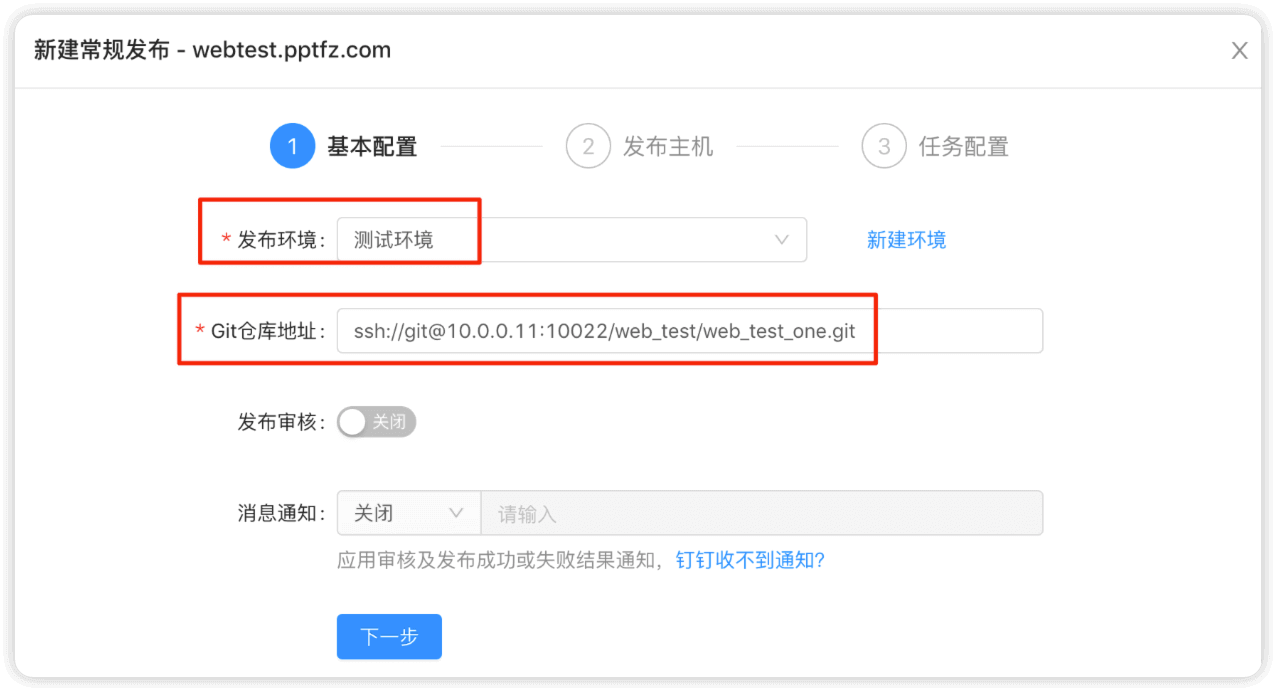 新建常规发布 - webtest.pptfz.com
1 基本配置 2 发布主机 3 任务配置
* 发布环境: 测试环境 新建环境
* Git仓库地址: ssh://git@10.0.0.11:10022/web_test/web_test_one.git
发布审核: 关闭
消息通知: 关闭 请输入
应用审核及发布成功或失败结果通知, 钉钉收不到通知?
下一步